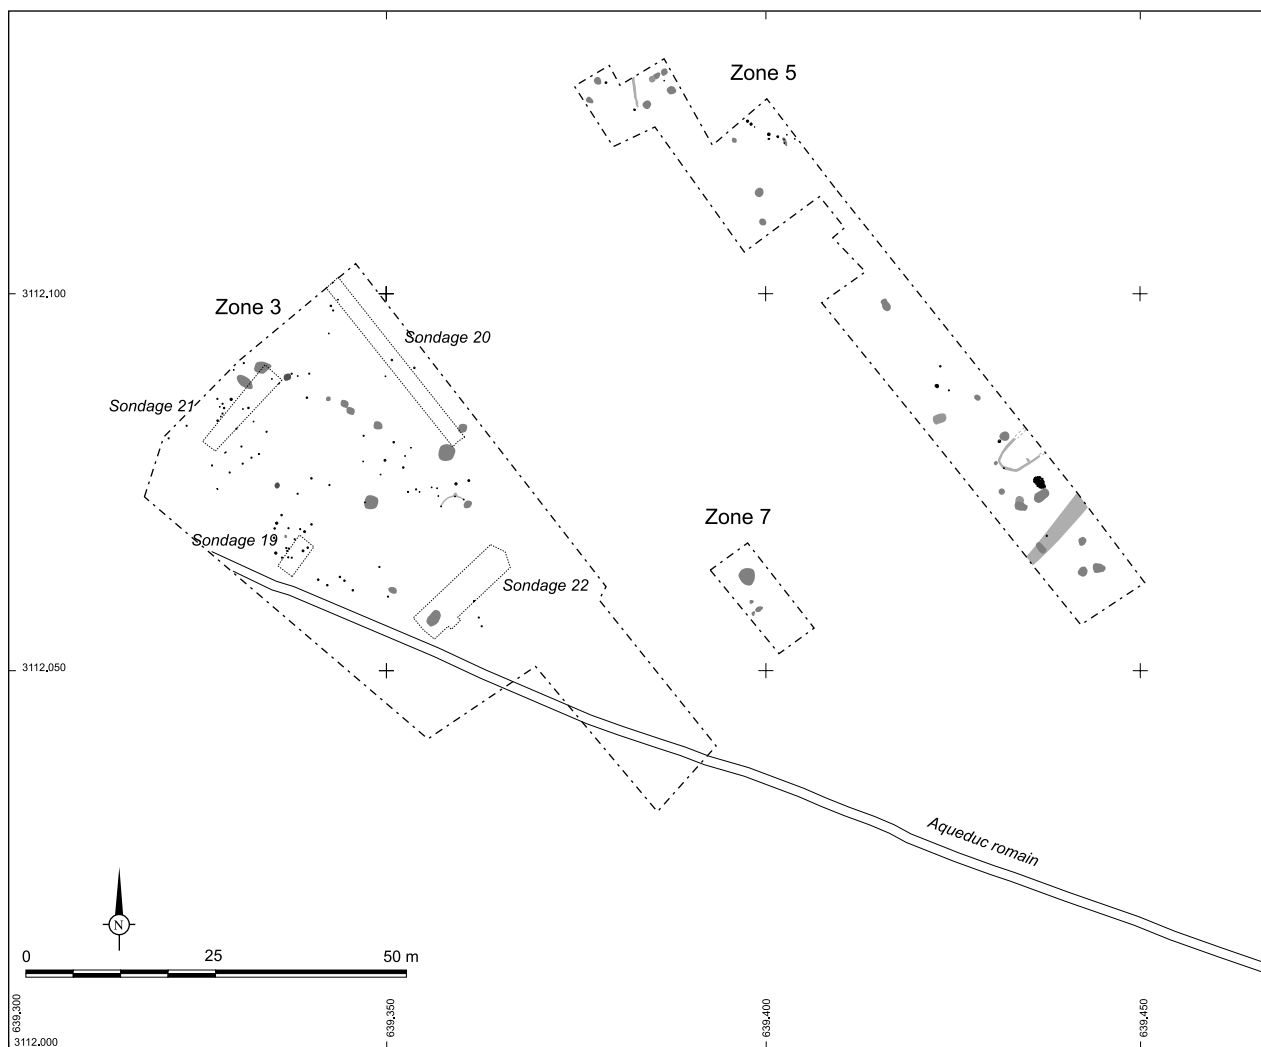 Zone 5
3112.100
Zone 3
Sondage 20
Sondage 21
Zone 7
Sondage 19
Sondage 22
3112.050
Aqueduc romain
N
0 25 50 m
639.300
639.350
639.400
639.450
3112.000